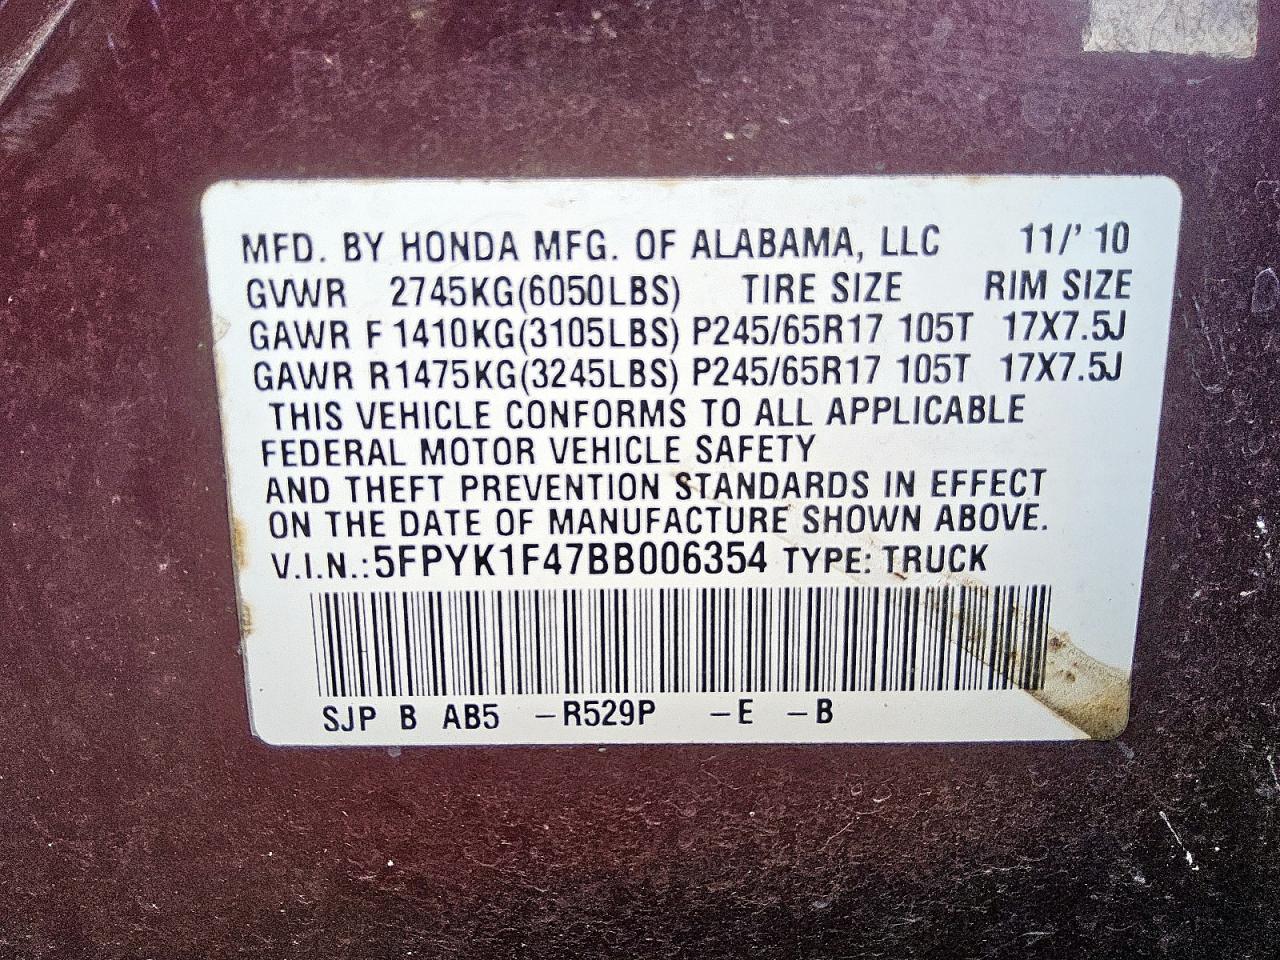 MFD. BY HONDA MFG. OF ALABAMA, LLC 11/'10
GVWR 2745KG(6050LBS) TIRE SIZE RIM SIZE
GAWR F 1410KG(3105LBS) P245/65R17 105T 17X7.5J
GAWR R1475KG(3245LBS) P245/65R17 105T 17X7.5J
THIS VEHICLE CONFORMS TO ALL APPLICABLE
FEDERAL MOTOR VEHICLE SAFETY
AND THEFT PREVENTION STANDARDS IN EFFECT
ON THE DATE OF MANUFACTURE SHOWN ABOVE.
V.I.N.:5FPYK1F47BB006354 TYPE: TRUCK
SJP B AB5 -R529P -E -B